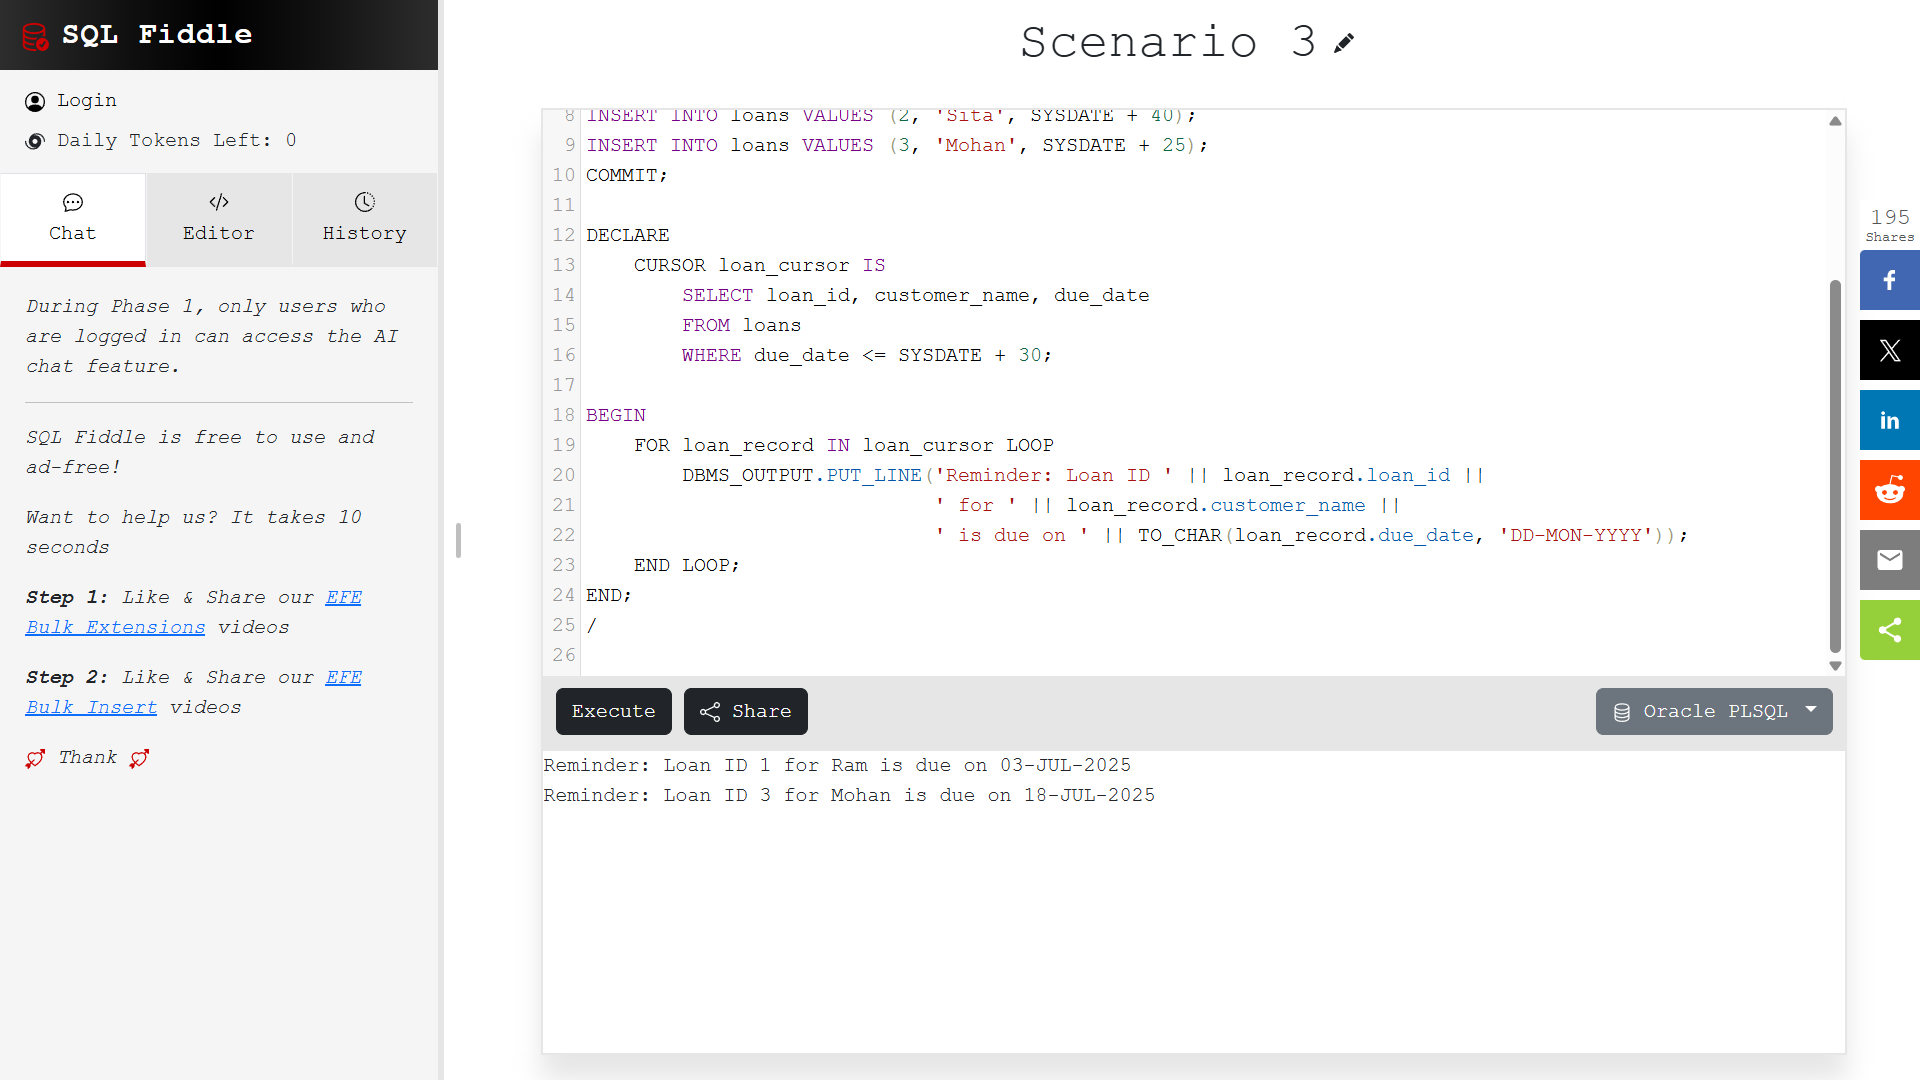 SQL Fiddle
Login
Daily Tokens Left: 0
Chat
Editor
History
During Phase 1, only users who
are logged in can access the AI
chat feature.
SQL Fiddle is free to use and
ad-free!
Want to help us? It takes 10
seconds
Step 1: Like & Share our EFE
Bulk Extensions videos
Step 2: Like & Share our EFE
Bulk Insert videos
Thank
Scenario 3
8 INSERT INTO loans VALUES (2, 'Sita', SYSDATE + 40);
9 INSERT INTO loans VALUES (3, 'Mohan', SYSDATE + 25);
10 COMMIT;
11
12 DECLARE
13     CURSOR loan_cursor IS
14         SELECT loan_id, customer_name, due_date
15         FROM loans
16         WHERE due_date <= SYSDATE + 30;
17
18 BEGIN
19     FOR loan_record IN loan_cursor LOOP
20         DBMS_OUTPUT.PUT_LINE('Reminder: Loan ID ' || loan_record.loan_id ||
21                              ' for ' || loan_record.customer_name ||
22                              ' is due on ' || TO_CHAR(loan_record.due_date, 'DD-MON-YYYY'));
23     END LOOP;
24 END;
25 /
26
Execute
Share
Oracle PLSQL
Reminder: Loan ID 1 for Ram is due on 03-JUL-2025
Reminder: Loan ID 3 for Mohan is due on 18-JUL-2025
195
Shares